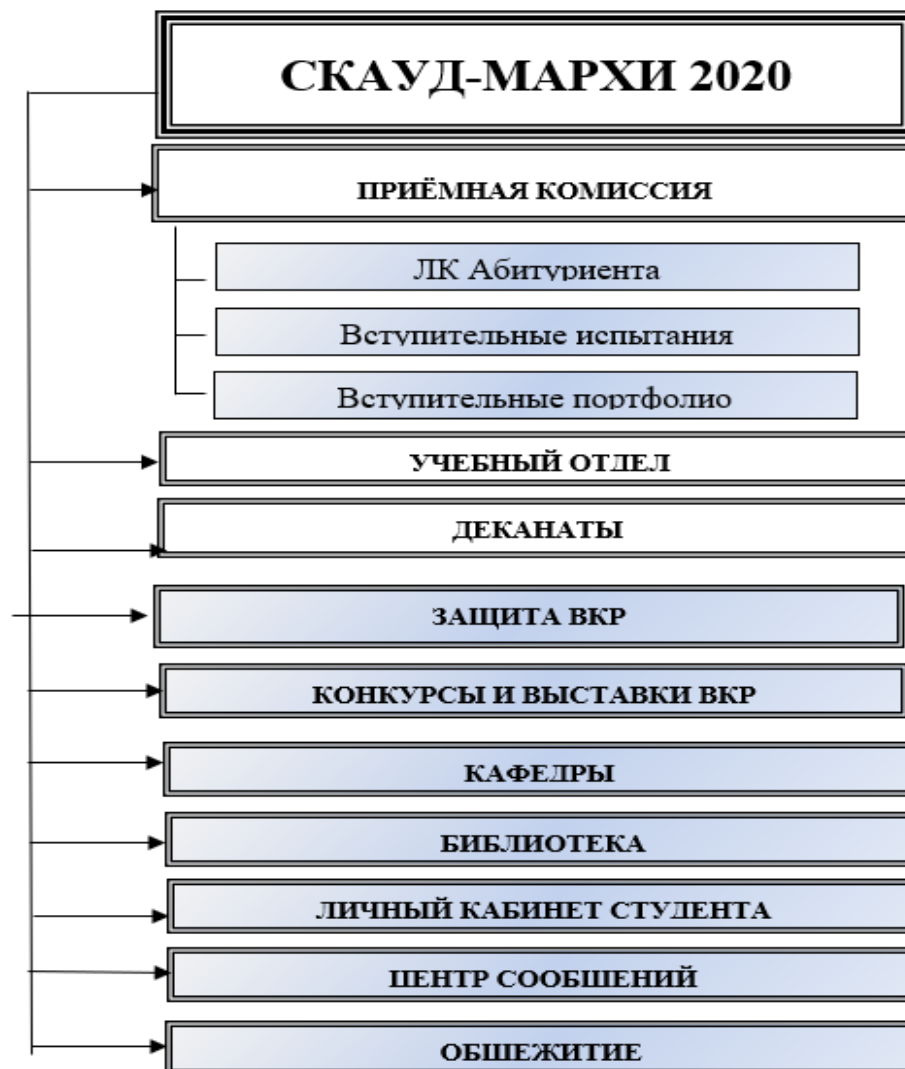 СКАУД-МАРХИ 2020
ПРИЁМНАЯ КОМИССИЯ
ЛК Абитуриента
Вступительные испытания
Вступительные портфолио
УЧЕБНЫЙ ОТДЕЛ
ДЕКАНАТЫ
ЗАЩИТА ВКР
КОНКУРСЫ И ВЫСТАВКИ ВКР
КАФЕДРЫ
БИБЛИОТЕКА
ЛИЧНЫЙ КАБИНЕТ СТУДЕНТА
ЦЕНТР СООБЩЕНИЙ
ОБЩЕЖИТИЕ